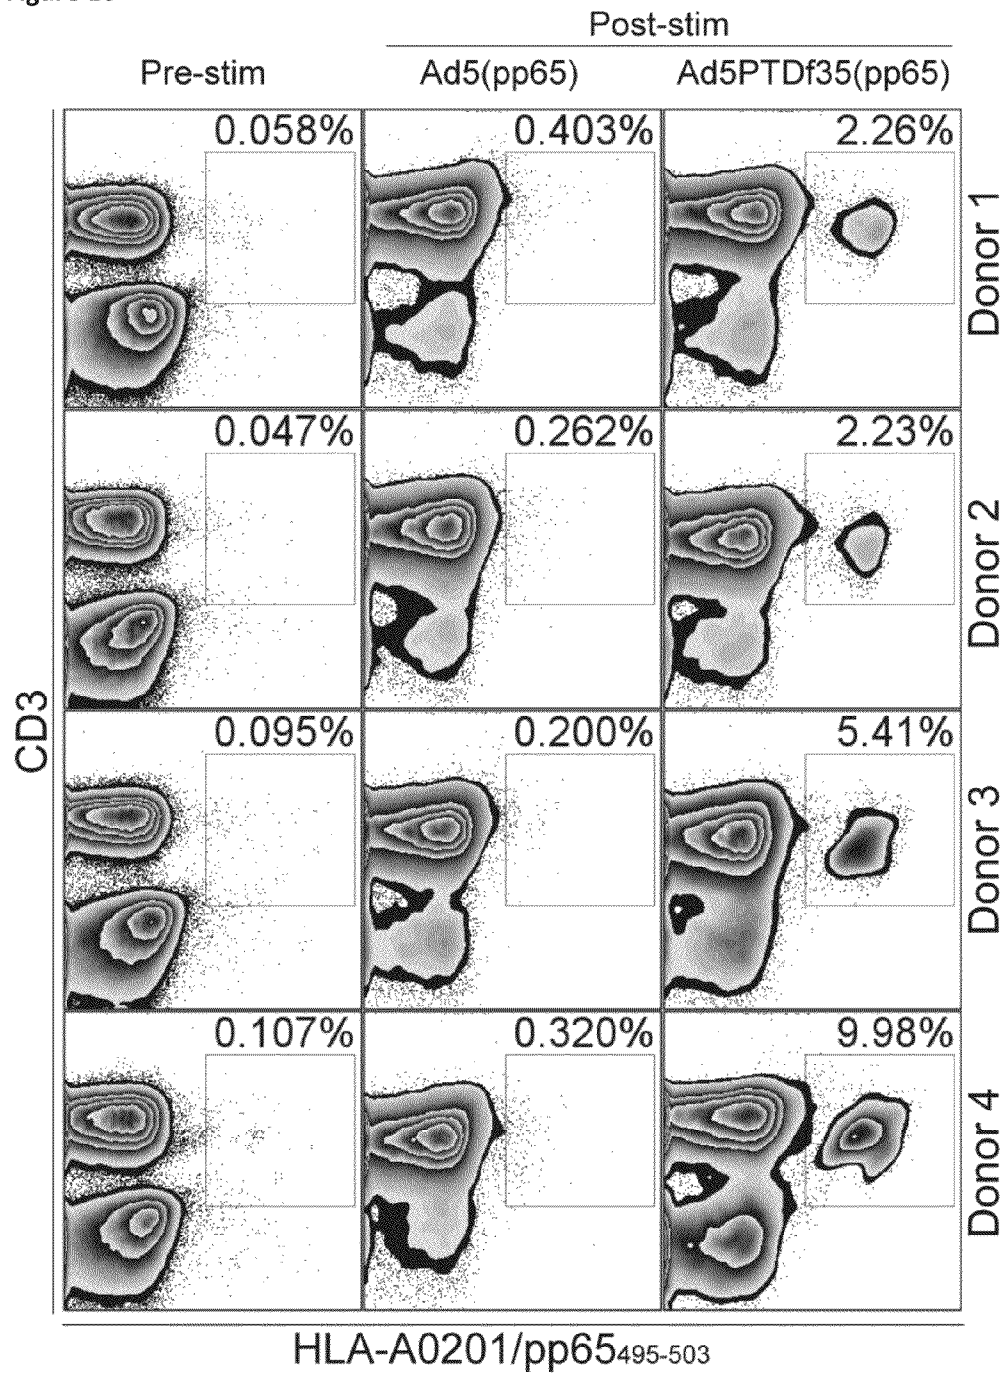 Post-stim
Pre-stim Ad5(pp65) Ad5PTDf35(pp65)
0.058% 0.403% 2.26%
Donor 1
0.047% 0.262% 2.23%
Donor 2
CD3
0.095% 0.200% 5.41%
Donor 3
0.107% 0.320% 9.98%
Donor 4
HLA-A0201/pp65495-503